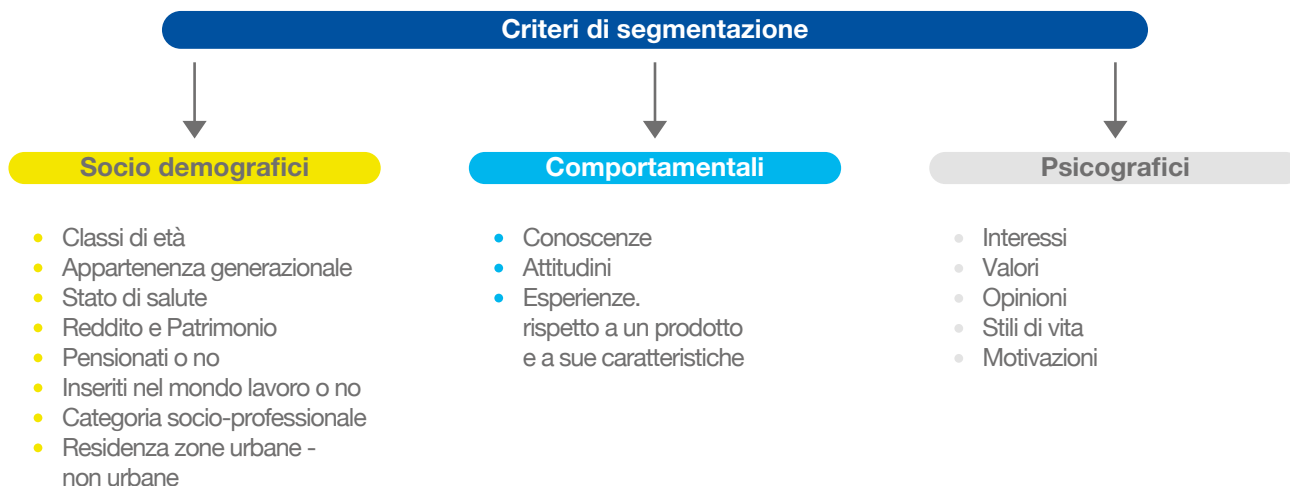 Criteri di segmentazione
Socio demografici
Classi di età
Appartenenza generazionale
Stato di salute
Reddito e Patrimonio
Pensionati o no
Inseriti nel mondo lavoro o no
Categoria socio-professionale
Residenza zone urbane -
non urbane
Comportamentali
Conoscenze
Attitudini
Esperienze.
rispetto a un prodotto
e a sue caratteristiche
Psicografici
Interessi
Valori
Opinioni
Stili di vita
Motivazioni